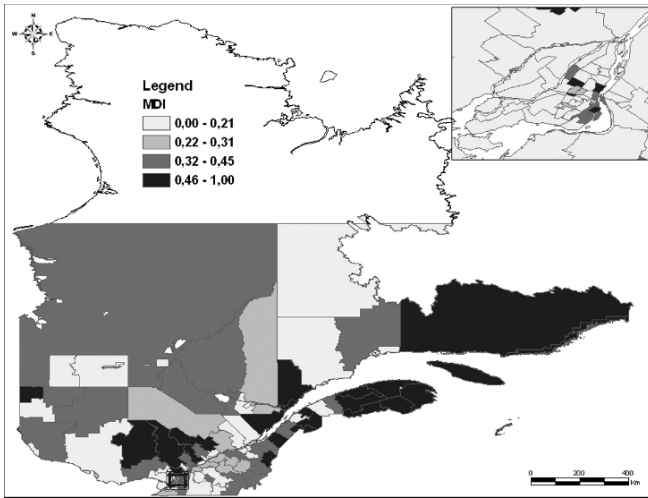 N
W E
S
Legend
MDI
0,00 - 0,21
0,22 - 0,31
0,32 - 0,45
0,46 - 1,00
0 200 400
Km